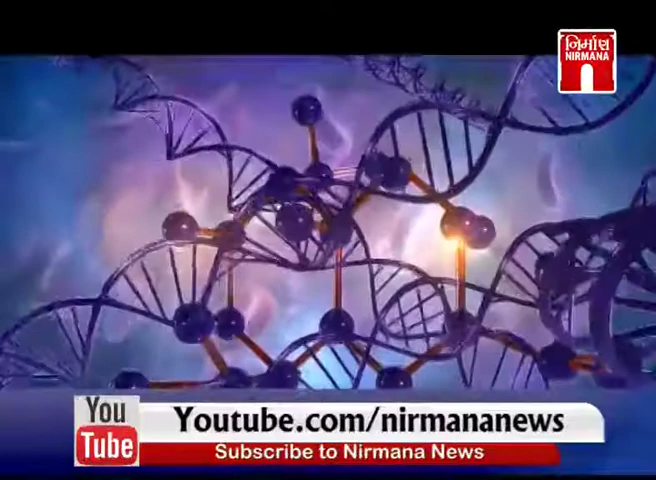 નિર્માણ
NIRMANA
You
Tube
Youtube.com/nirmananews
Subscribe to Nirmana News